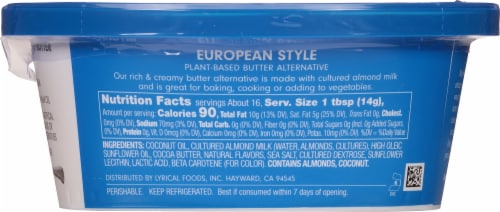 EUROPEAN STYLE
PLANT-BASED BUTTER ALTERNATIVE
Our rich & creamy butter alternative is made with cultured almond milk
and is great for baking, cooking or adding to vegetables.
Nutrition Facts servings About 16, Serv. Size 1 tbsp (14g),
Amount per serving: Calories 90, Total Fat 10g (13% DV), Sat. Fat 5g (25% DV), Trans Fat 0g, Cholest.
0mg (0% DV), Sodium 70mg (3% DV), Total Carb. 0g (0% DV), Fiber 0g (0% DV), Total Sugars 0g (Incl. 0g Added Sugars,
0% DV), Protein 0g, Vit. D 0mcg (0% DV), Calcium 0mg (0% DV), Iron 0mg (0% DV), Potas. 10mg (0% DV). %DV = %Daily Value
INGREDIENTS: COCONUT OIL, CULTURED ALMOND MILK (WATER, ALMONDS, CULTURES), HIGH OLEIC
SUNFLOWER OIL, COCOA BUTTER, NATURAL FLAVORS, SEA SALT, CULTURED DEXTROSE, SUNFLOWER
LECITHIN, LACTIC ACID, BETA CAROTENE (FOR COLOR). CONTAINS ALMONDS, COCONUT.
DISTRIBUTED BY LYRICAL FOODS, INC. HAYWARD, CA 94545
PERISHABLE. KEEP REFRIGERATED. Best if consumed within 7 days of opening.